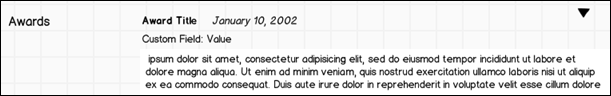 Awards
Award Title January 10, 2002
Custom Field: Value
ipsum dolor sit amet, consectetur adipisicing elit, sed do eiusmod tempor incididunt ut labore et
dolore magna aliqua. Ut enim ad minim veniam, quis nostrud exercitation ullamco laboris nisi ut aliquip
ex ea commodo consequat. Duis aute irure dolor in reprehenderit in voluptate velit esse cillum dolore